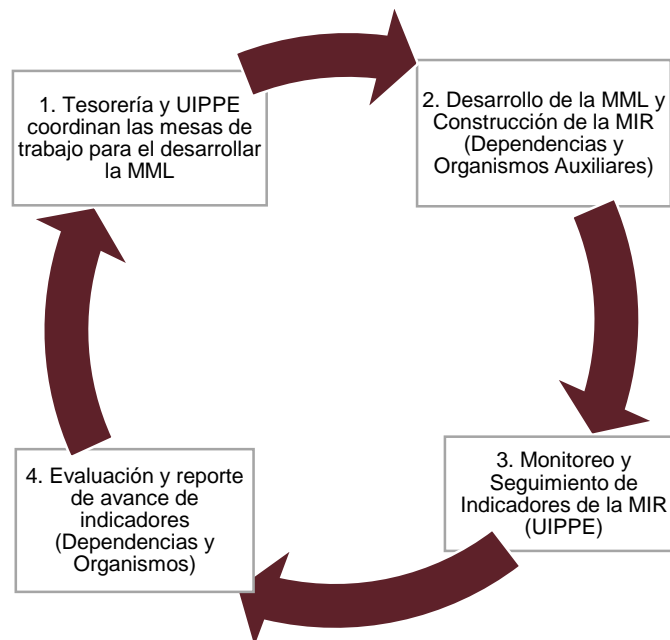 1. Tesorería y UIPPE
coordinan las mesas de
trabajo para el desarrollar
la MML
2. Desarrollo de la MML y
Construcción de la MIR
(Dependencias y
Organismos Auxiliares)
3. Monitoreo y
Seguimiento de
Indicadores de la MIR
(UIPPE)
4. Evaluación y reporte
de avance de
indicadores
(Dependencias y
Organismos)